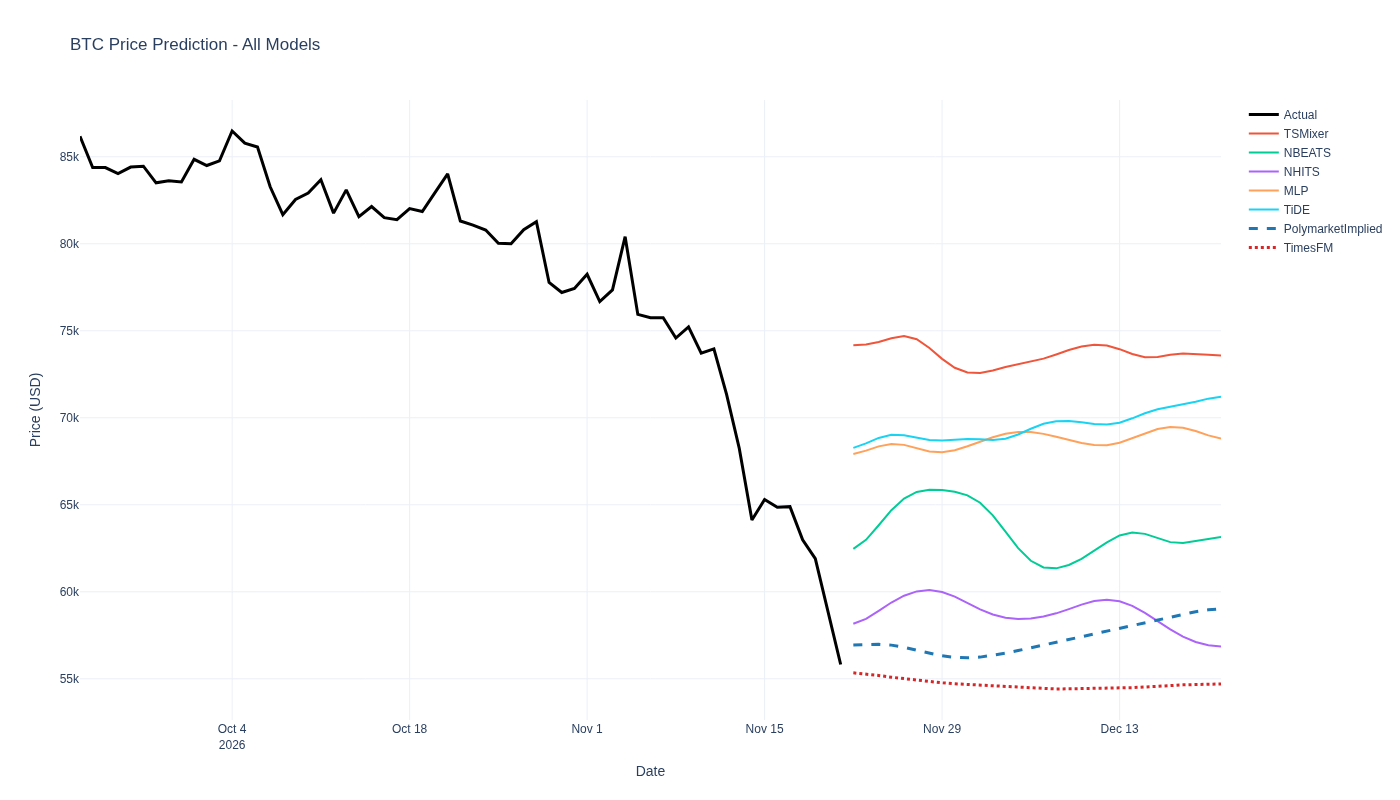 BTC Price Prediction - All Models
Actual
TSMixer
NBEATS
NHITS
MLP
TiDE
PolymarketImplied
TimesFM
Price (USD)
85k
80k
75k
70k
65k
60k
55k
Oct 4
2026
Oct 18
Nov 1
Nov 15
Nov 29
Dec 13
Date